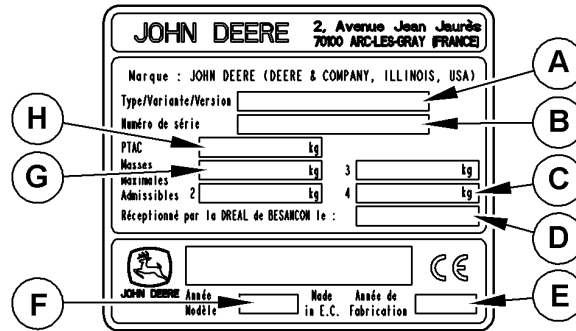 JOHN DEERE
2, Avenue Jean Jaurès
70100 ARC-LES-GRAY (FRANCE)
Marque : JOHN DEERE (DEERE & COMPANY, ILLINOIS, USA)
Type/Variante/Version
Numéro de série
PTAC kg
Masses kg 3 kg
Maximales
Admissibles 2 kg 4 kg
Réceptionné par la DREAL de BESANCON le :
JOHN DEERE
CE
Année Modèle
Made in E.C.
Année de Fabrication
A
B
C
D
E
F
G
H